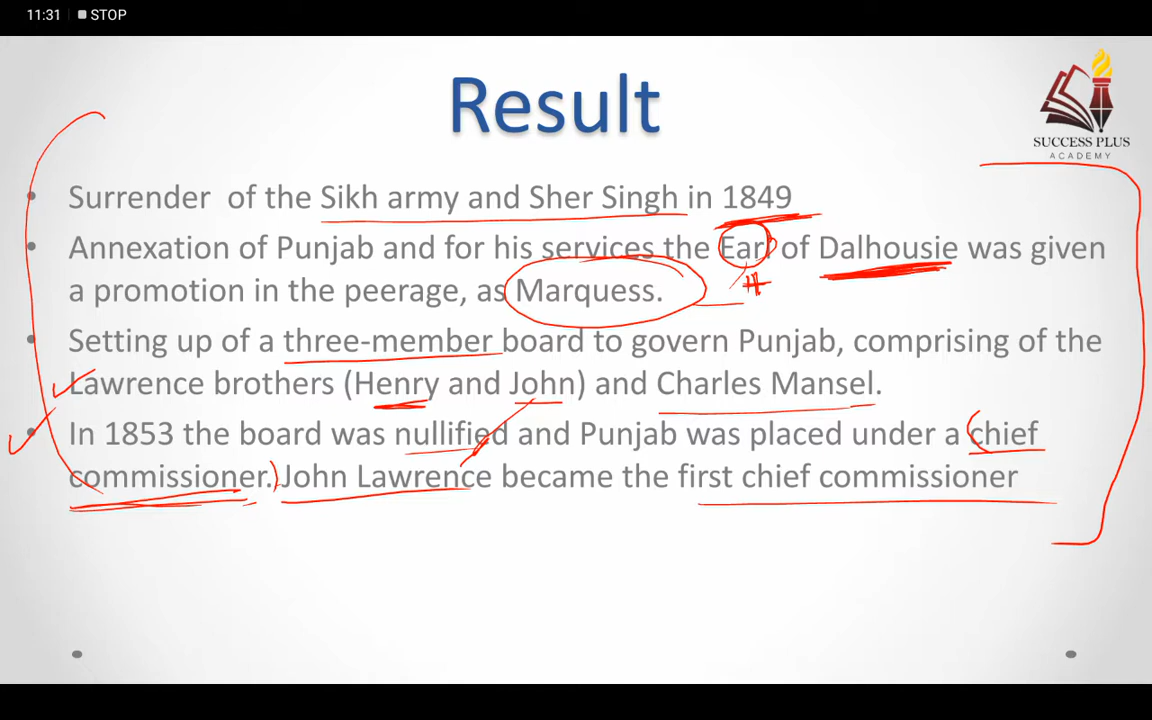 11:31 STOP
Result
SUCCESS PLUS
ACADEMY
• Surrender of the Sikh army and Sher Singh in 1849
• Annexation of Punjab and for his services the Earl of Dalhousie was given
a promotion in the peerage, as Marquess.
• Setting up of a three-member board to govern Punjab, comprising of the
Lawrence brothers (Henry and John) and Charles Mansel.
• In 1853 the board was nullified and Punjab was placed under a chief
commissioner. John Lawrence became the first chief commissioner